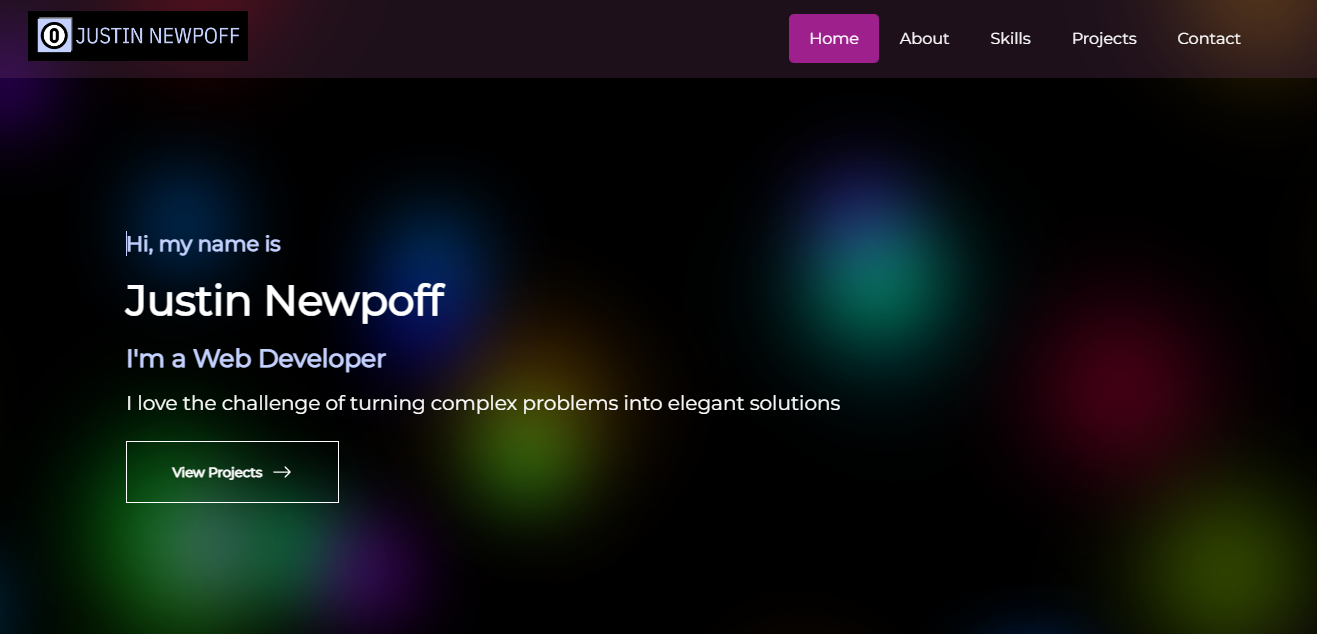 JUSTIN NEWPOFF
Home About Skills Projects Contact
Hi, my name is
Justin Newpoff
I'm a Web Developer
I love the challenge of turning complex problems into elegant solutions
View Projects →